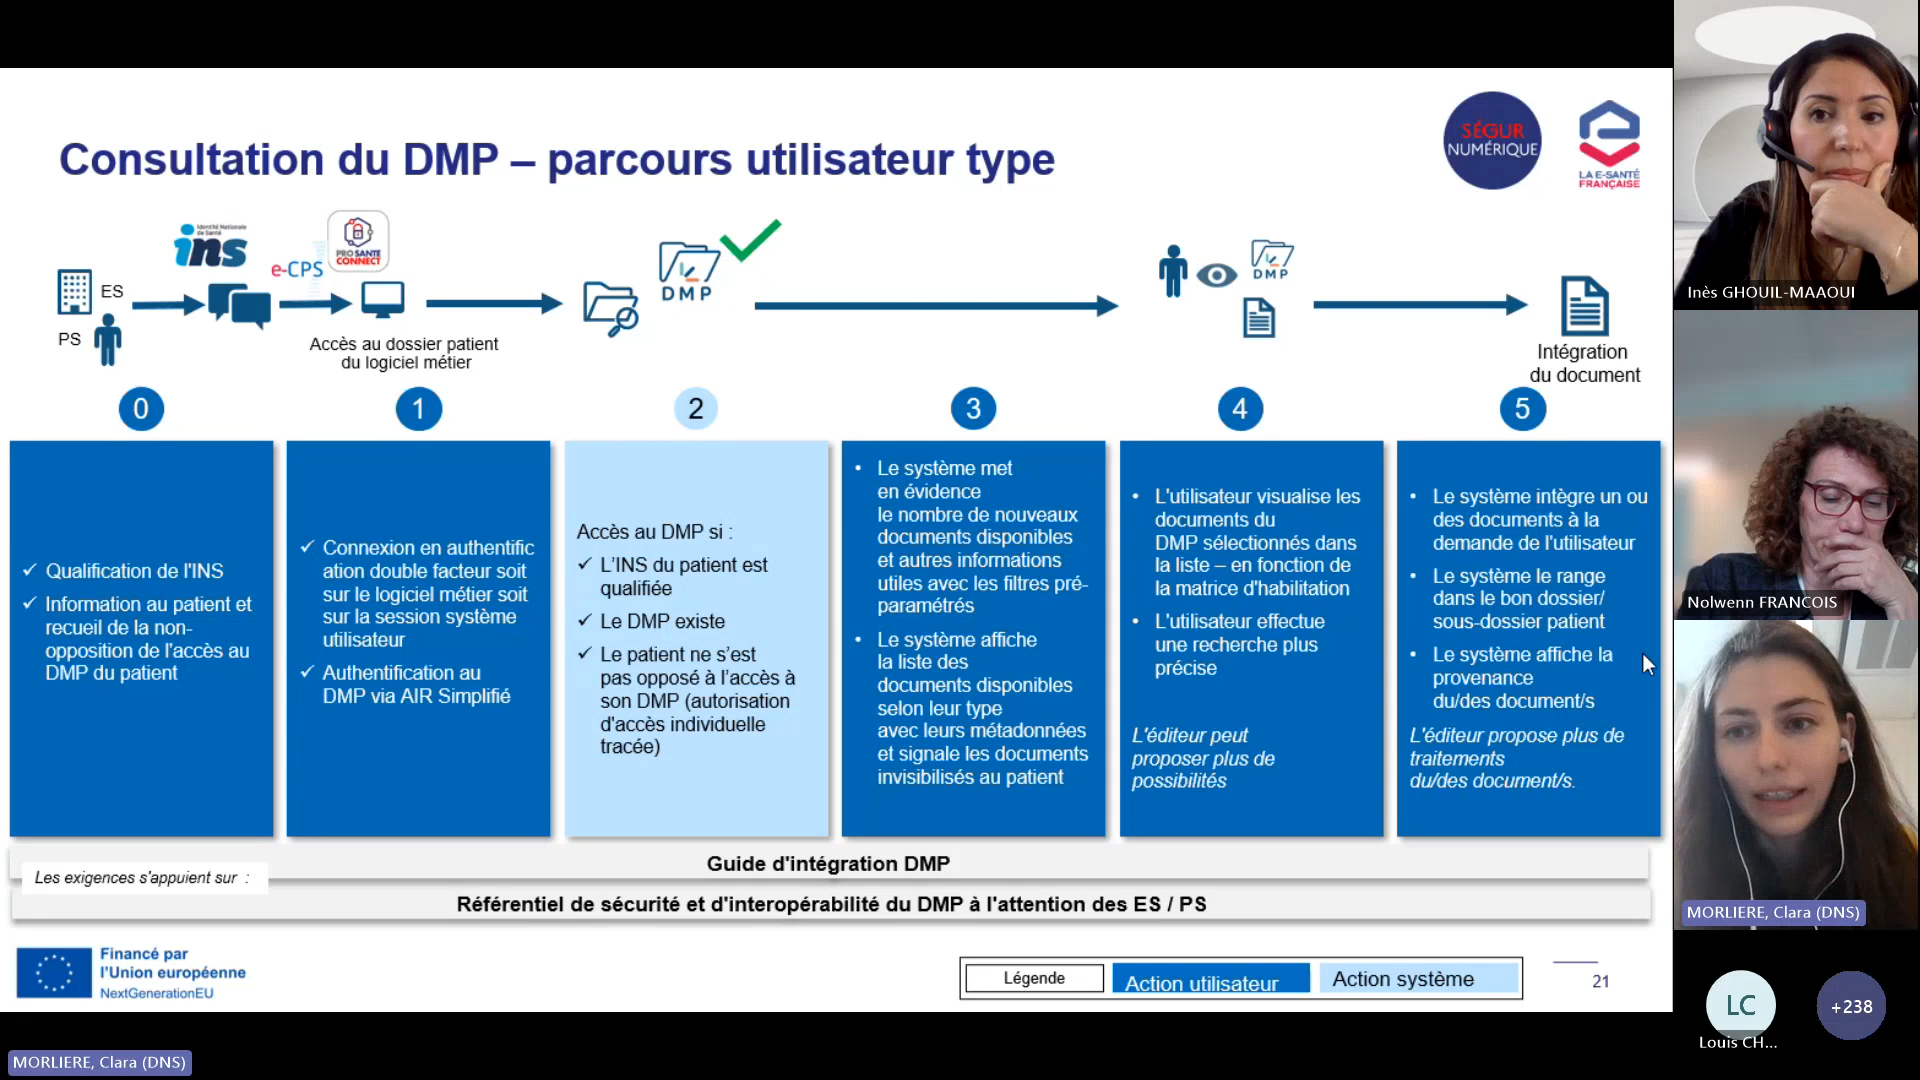 Consultation du DMP – parcours utilisateur type
SÉGUR
NUMÉRIQUE
LA E-SANTÉ
FRANÇAISE
Identité Nationale
de Santé
ins
e-CPS
PRO SANTÉ
CONNECT
ES
PS
Accès au dossier patient
du logiciel métier
DMP
DMP
Intégration
du document
0
1
2
3
4
5
✓ Qualification de l'INS
✓ Information au patient et
recueil de la non-
opposition de l'accès au
DMP du patient
✓ Connexion en authentific
ation double facteur soit
sur le logiciel métier soit
sur la session système
utilisateur
✓ Authentification au
DMP via AIR Simplifié
Accès au DMP si :
✓ L'INS du patient est
qualifiée
✓ Le DMP existe
✓ Le patient ne s'est
pas opposé à l'accès à
son DMP (autorisation
d'accès individuelle
tracée)
• Le système met
en évidence
le nombre de nouveaux
documents disponibles
et autres informations
utiles avec les filtres pré-
paramétrés
• Le système affiche
la liste des
documents disponibles
selon leur type
avec leurs métadonnées
et signale les documents
invisibilisés au patient
• L'utilisateur visualise les
documents du
DMP sélectionnés dans
la liste – en fonction de
la matrice d'habilitation
• L'utilisateur effectue
une recherche plus
précise
L'éditeur peut
proposer plus de
possibilités
• Le système intègre un ou
des documents à la
demande de l'utilisateur
• Le système le range
dans le bon dossier/
sous-dossier patient
• Le système affiche la
provenance
du/des document/s
L'éditeur propose plus de
traitements
du/des document/s.
Guide d'intégration DMP
Les exigences s'appuient sur :
Référentiel de sécurité et d'interopérabilité du DMP à l'attention des ES / PS
Financé par
l'Union européenne
NextGenerationEU
Légende
Action utilisateur
Action système
21
Inès GHOUIL-MAAOUI
Nolwenn FRANCOIS
MORLIERE, Clara (DNS)
LC
Louis CH...
+238
MORLIERE, Clara (DNS)